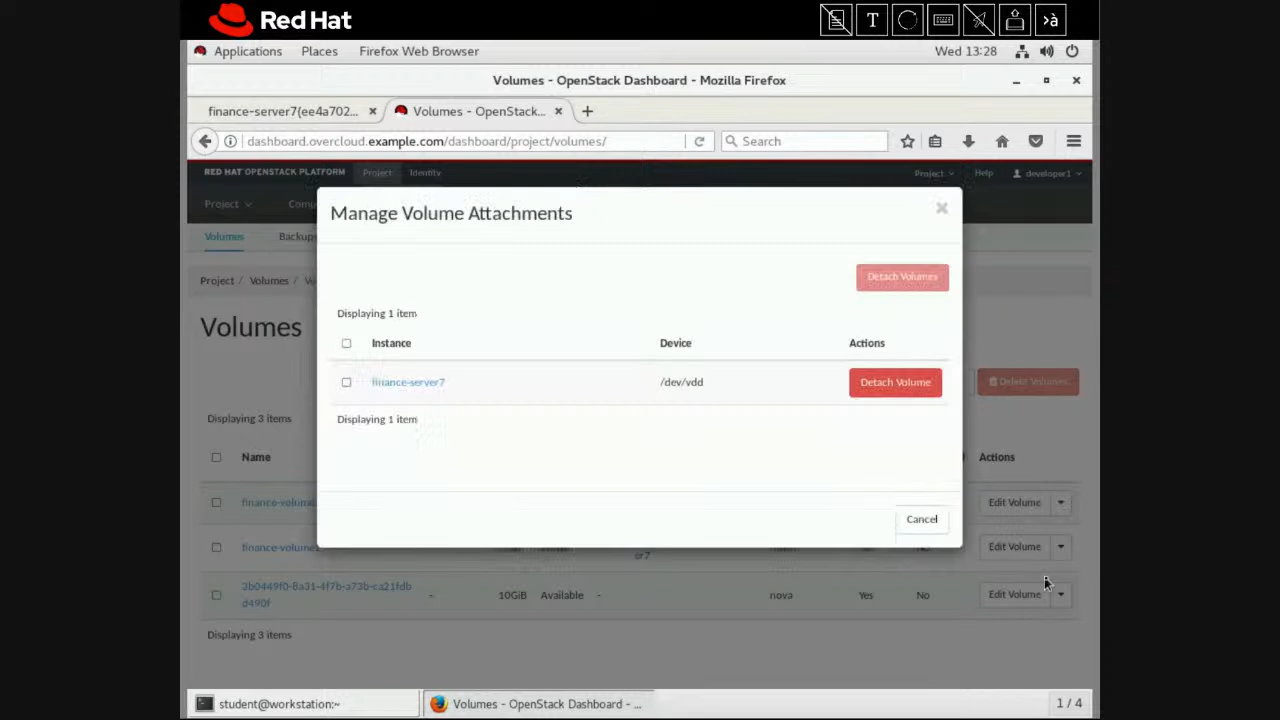 Red Hat
T
›à
Applications Places Firefox Web Browser Wed 13:28
Volumes - OpenStack Dashboard - Mozilla Firefox
finance-server7(ee4a702... Volumes - OpenStack...
dashboard.overcloud.example.com/dashboard/project/volumes/ Search
RED HAT OPENSTACK PLATFORM Project Identity Project Help developer1
Project
Volumes
Manage Volume Attachments
Detach Volumes
Project / Volumes /
Displaying 1 item
Volumes
Instance Device Actions
finance-server7 /dev/vdd Detach Volume
Delete Volumes
Displaying 3 items
Displaying 1 item
Name Actions
Edit Volume
Cancel
Edit Volume
3b0449f0-8a31-4f7b-a73b-ca21fdb
d490f
- 10GiB Available - nova Yes No Edit Volume
Displaying 3 items
student@workstation:~ Volumes - OpenStack Dashboard - ... 1 / 4